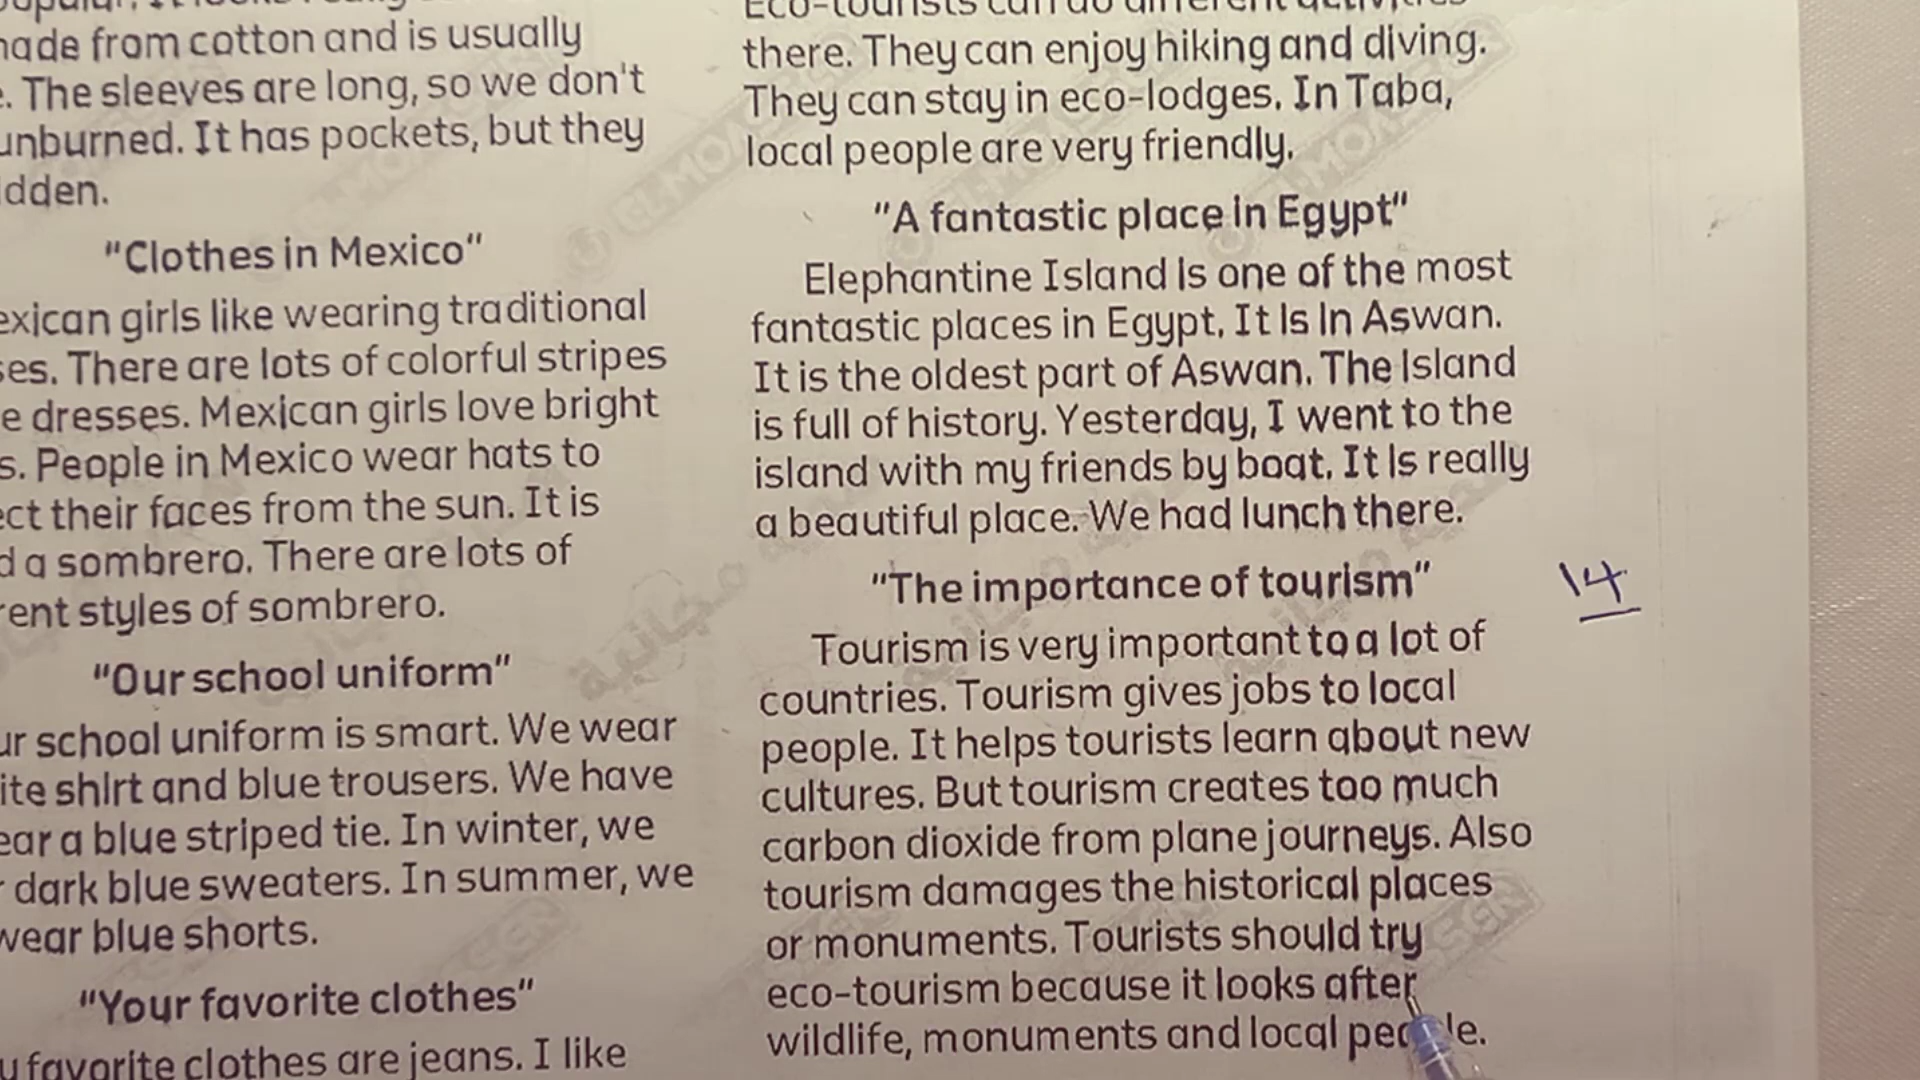 made from cotton and is usually
The sleeves are long, so we don't
sunburned. It has pockets, but they
"Clothes in Mexico"
Mexican girls like wearing traditional
There are lots of colorful stripes
dresses. Mexican girls love bright
People in Mexico wear hats to
their faces from the sun. It is
a sombrero. There are lots of
styles of sombrero.
"Our school uniform"
school uniform is smart. We wear
shirt and blue trousers. We have
a blue striped tie. In winter, we
dark blue sweaters. In summer, we
wear blue shorts.
"Your favorite clothes"
favorite clothes are jeans. I like
Eco-tourists can do different activities
there. They can enjoy hiking and diving.
They can stay in eco-lodges. In Taba,
local people are very friendly.
"A fantastic place in Egypt"
Elephantine Island is one of the most
fantastic places in Egypt. It is in Aswan.
It is the oldest part of Aswan. The Island
is full of history. Yesterday, I went to the
island with my friends by boat. It is really
a beautiful place. We had lunch there.
"The importance of tourism"
14
Tourism is very important to a lot of
countries. Tourism gives jobs to local
people. It helps tourists learn about new
cultures. But tourism creates too much
carbon dioxide from plane journeys. Also
tourism damages the historical places
or monuments. Tourists should try
eco-tourism because it looks after
wildlife, monuments and local people.